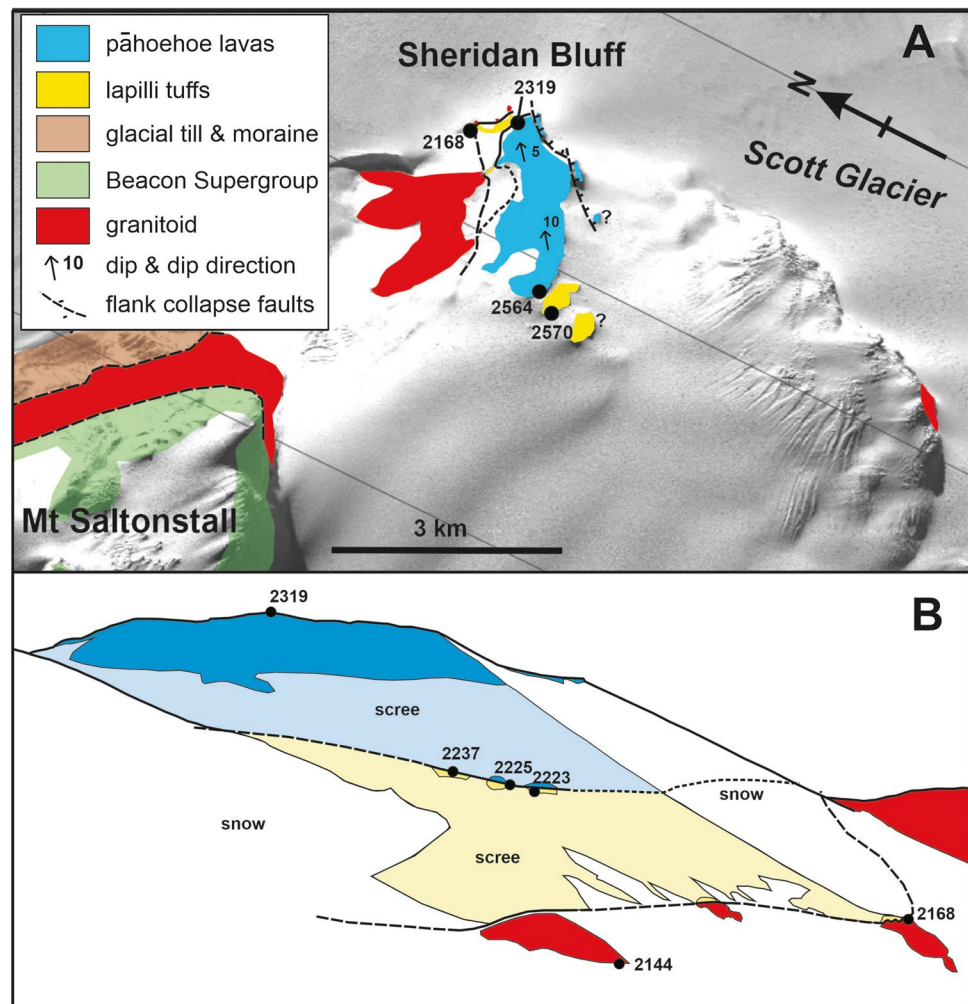 pāhoehoe lavas
lapilli tuffs
glacial till & moraine
Beacon Supergroup
granitoid
10 dip & dip direction
flank collapse faults
A
Sheridan Bluff
2319
2168
N
Scott Glacier
5
10
?
2564
2570
?
Mt Saltonstall
3 km
B
2319
scree
2237
2225
2223
snow
snow
scree
2168
2144